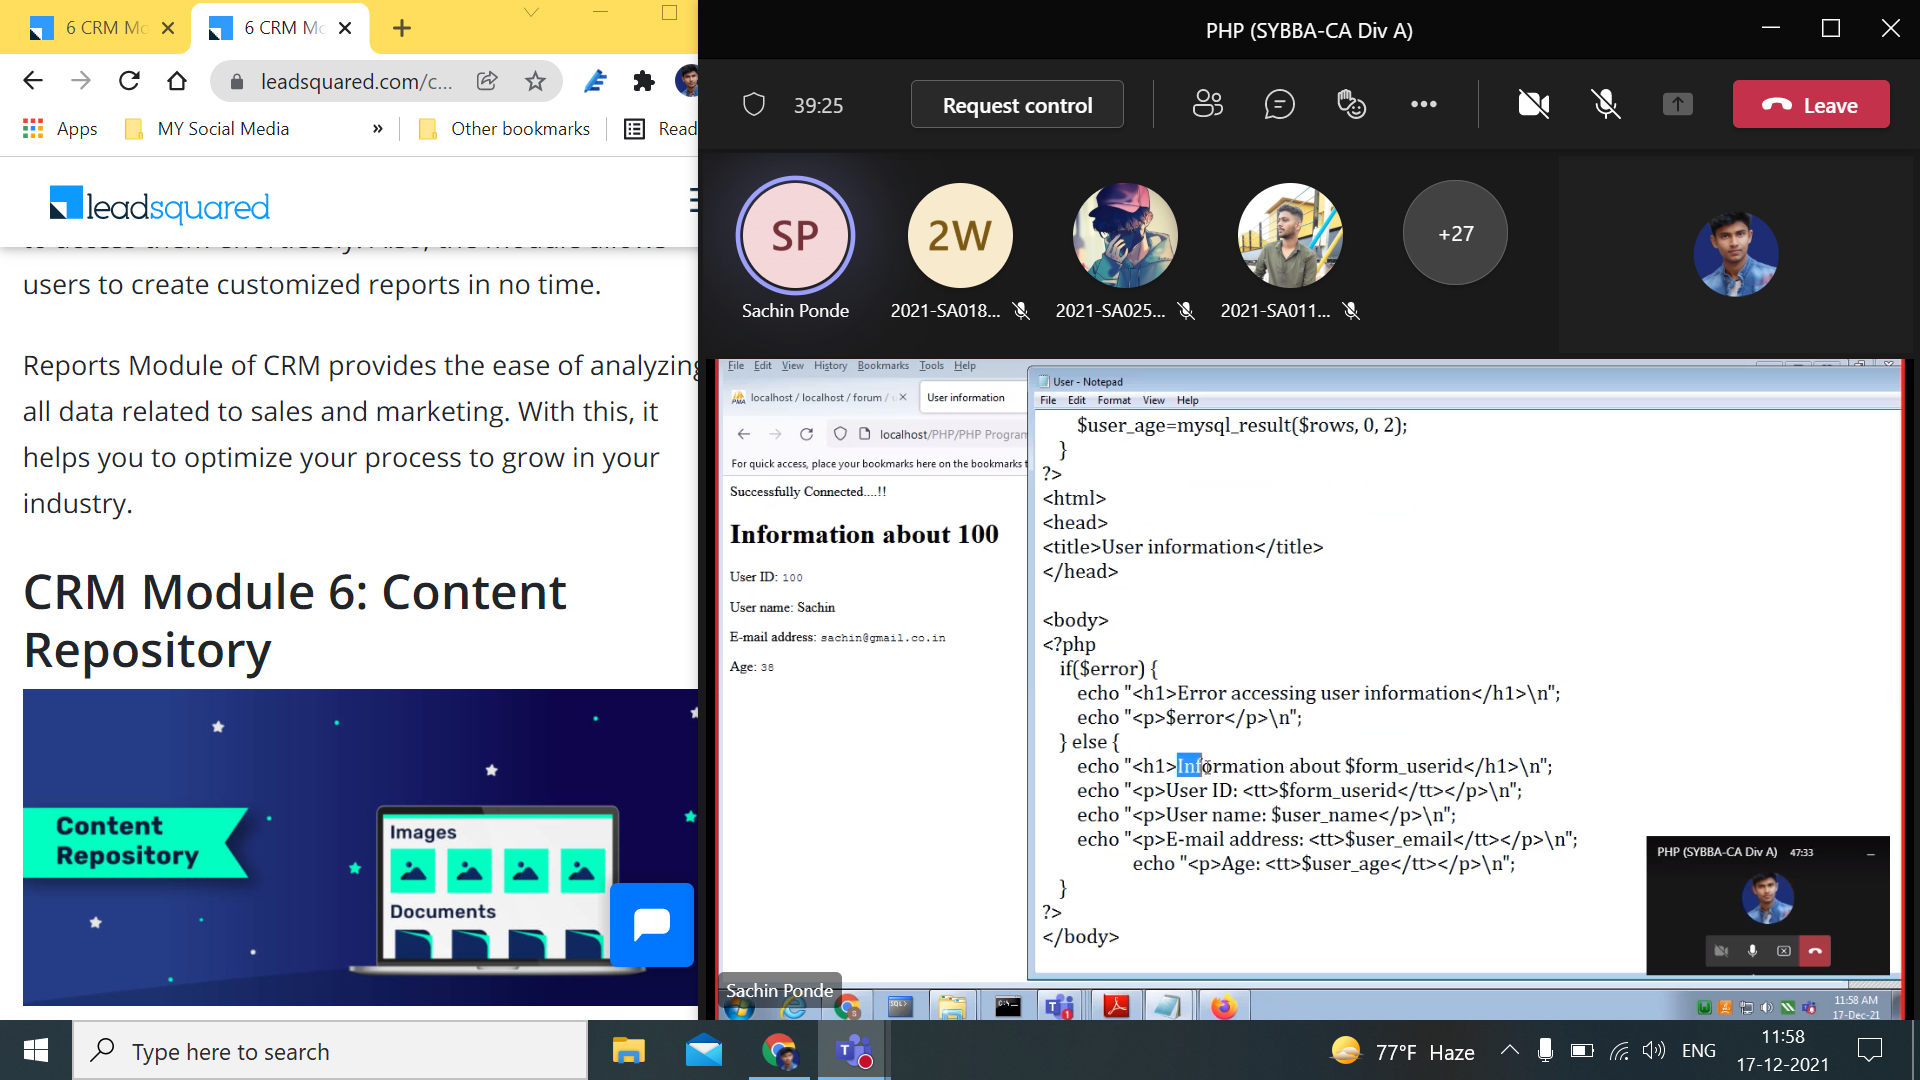 6 CRM Mo
6 CRM Mo
leadsquared.com/c...
Apps
MY Social Media
»
Other bookmarks
Read
leadsquared
users to create customized reports in no time.
Reports Module of CRM provides the ease of analyzing
all data related to sales and marketing. With this, it
helps you to optimize your process to grow in your
industry.
CRM Module 6: Content
Repository
Content
Repository
Images
Documents
PHP (SYBBA-CA Div A)
39:25
Request control
Leave
SP
2W
+27
Sachin Ponde
2021-SA018...
2021-SA025...
2021-SA011...
File Edit View History Bookmarks Tools Help
localhost / localhost / forum /
User information
localhost/PHP/PHP Program
For quick access, place your bookmarks here on the bookmarks t
Successfully Connected....!!
Information about 100
User ID: 100
User name: Sachin
E-mail address: sachin@gmail.co.in
Age: 38
User - Notepad
File Edit Format View Help
$user_age=mysql_result($rows, 0, 2);
}
?>
<html>
<head>
<title>User information</title>
</head>
<body>
<?php
if($error) {
echo "<h1>Error accessing user information</h1>\n";
echo "<p>$error</p>\n";
} else {
echo "<h1>Information about $form_userid</h1>\n";
echo "<p>User ID: <tt>$form_userid</tt></p>\n";
echo "<p>User name: $user_name</p>\n";
echo "<p>E-mail address: <tt>$user_email</tt></p>\n";
echo "<p>Age: <tt>$user_age</tt></p>\n";
}
?>
</body>
PHP (SYBBA-CA Div A) 47:33
Sachin Ponde
11:58 AM
17-Dec-21
Type here to search
77°F Haze
ENG
11:58
17-12-2021